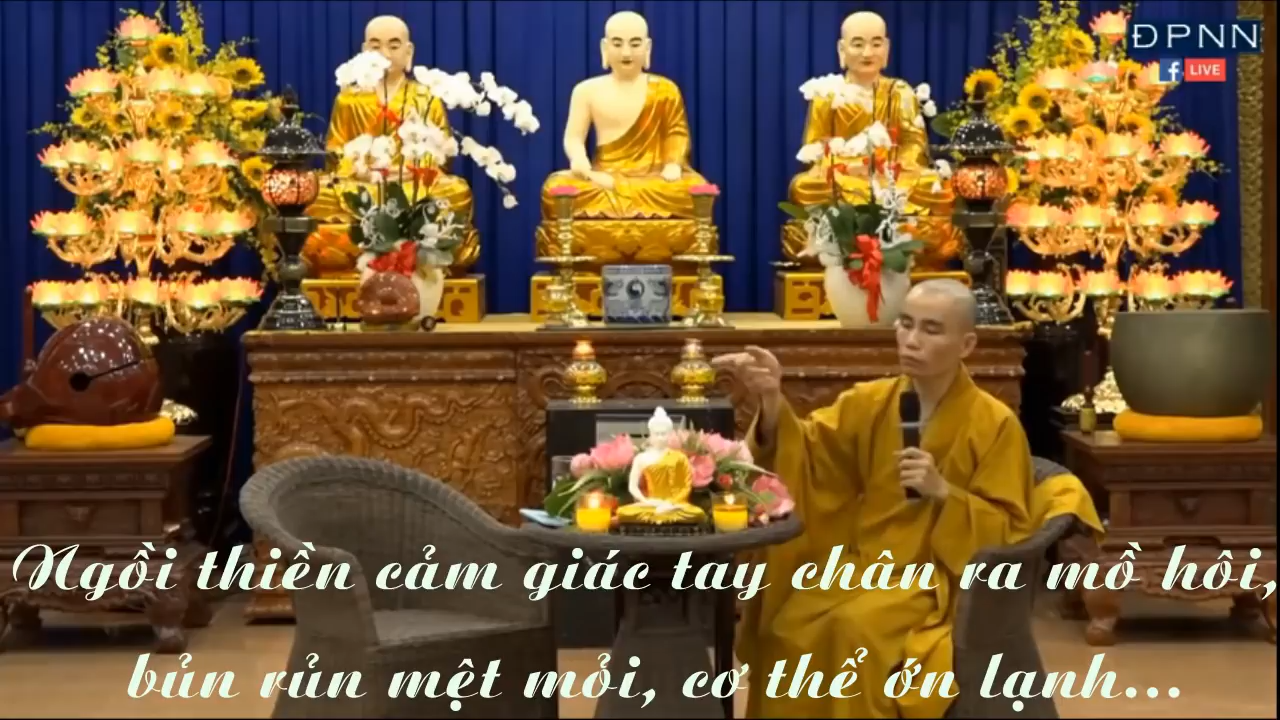 ĐPNN
f LIVE
Ngồi thiền cảm giác tay chân ra mồ hôi,
bủn rủn mệt mỏi, cơ thể ớn lạnh...